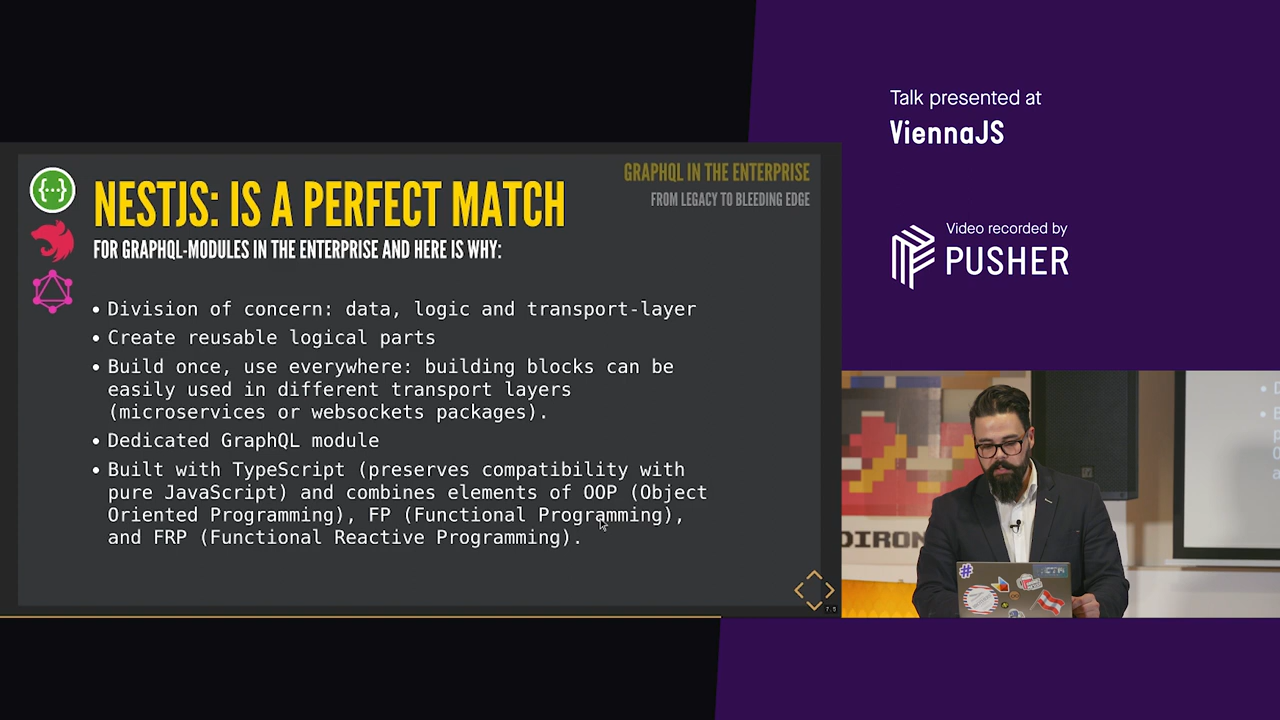 Talk presented at
ViennaJS
Video recorded by
PUSHER
GRAPHQL IN THE ENTERPRISE
FROM LEGACY TO BLEEDING EDGE
{···}
NESTJS: IS A PERFECT MATCH
FOR GRAPHQL-MODULES IN THE ENTERPRISE AND HERE IS WHY:
• Division of concern: data, logic and transport-layer
• Create reusable logical parts
• Build once, use everywhere: building blocks can be
easily used in different transport layers
(microservices or websockets packages).
• Dedicated GraphQL module
• Built with TypeScript (preserves compatibility with
pure JavaScript) and combines elements of OOP (Object
Oriented Programming), FP (Functional Programming),
and FRP (Functional Reactive Programming).
7.5
DIRON
#